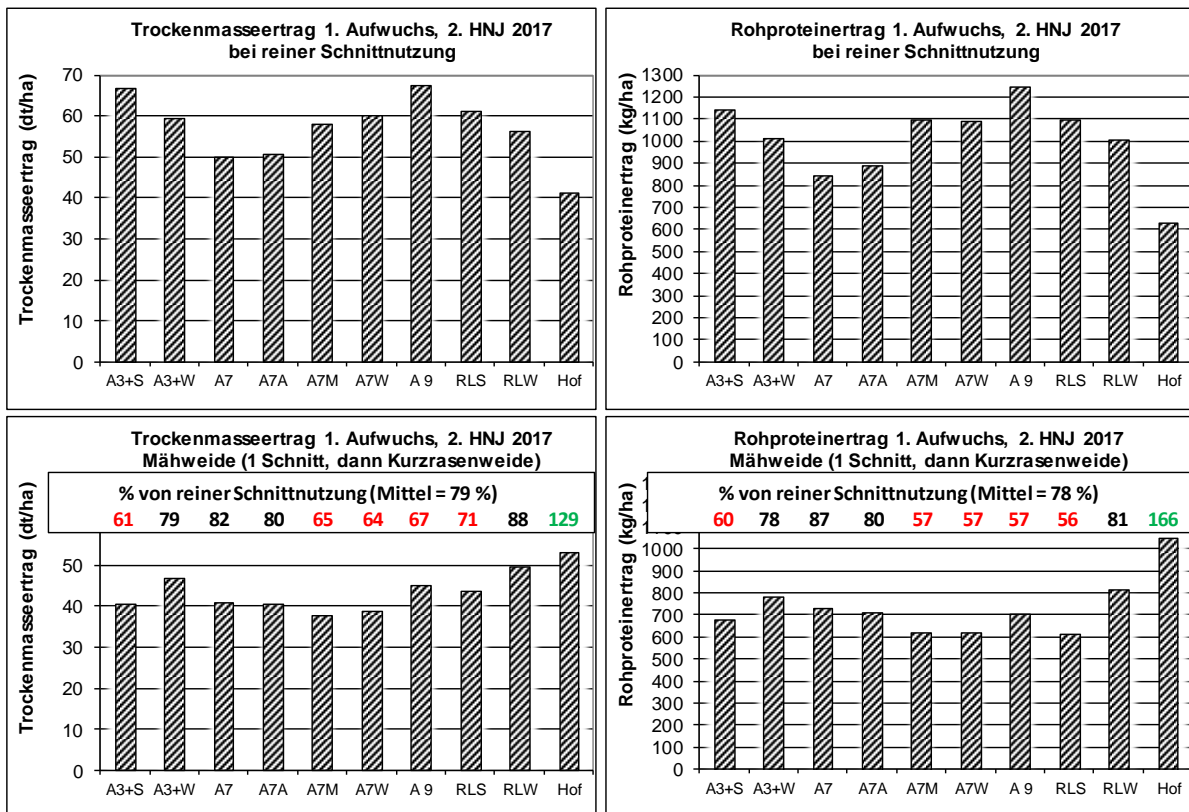 Trockenmasseertrag 1. Aufwuchs, 2. HNJ 2017
bei reiner Schnittnutzung
Trockenmasseertrag (dt/ha)
70
60
50
40
30
20
10
0
A3+S A3+W A7 A7A A7M A7W A 9 RLS RLW Hof
Rohproteinertrag 1. Aufwuchs, 2. HNJ 2017
bei reiner Schnittnutzung
Rohproteinertrag (kg/ha)
1300
1200
1100
1000
900
800
700
600
500
400
300
200
100
0
A3+S A3+W A7 A7A A7M A7W A 9 RLS RLW Hof
Trockenmasseertrag 1. Aufwuchs, 2. HNJ 2017
Mähweide (1 Schnitt, dann Kurzrasenweide)
% von reiner Schnittnutzung (Mittel = 79 %)
61 79 82 80 65 64 67 71 88 129
Trockenmasseertrag (dt/ha)
50
40
30
20
10
0
A3+S A3+W A7 A7A A7M A7W A 9 RLS RLW Hof
Rohproteinertrag 1. Aufwuchs, 2. HNJ 2017
Mähweide (1 Schnitt, dann Kurzrasenweide)
% von reiner Schnittnutzung (Mittel = 78 %)
60 78 87 80 57 57 57 56 81 166
Rohproteinertrag (kg/ha)
1000
900
800
700
600
500
400
300
200
100
0
A3+S A3+W A7 A7A A7M A7W A 9 RLS RLW Hof